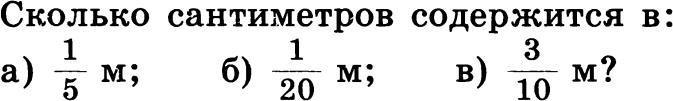 Сколько сантиметров содержится в:
а) 1/5 м; б) 1/20 м; в) 3/10 м?